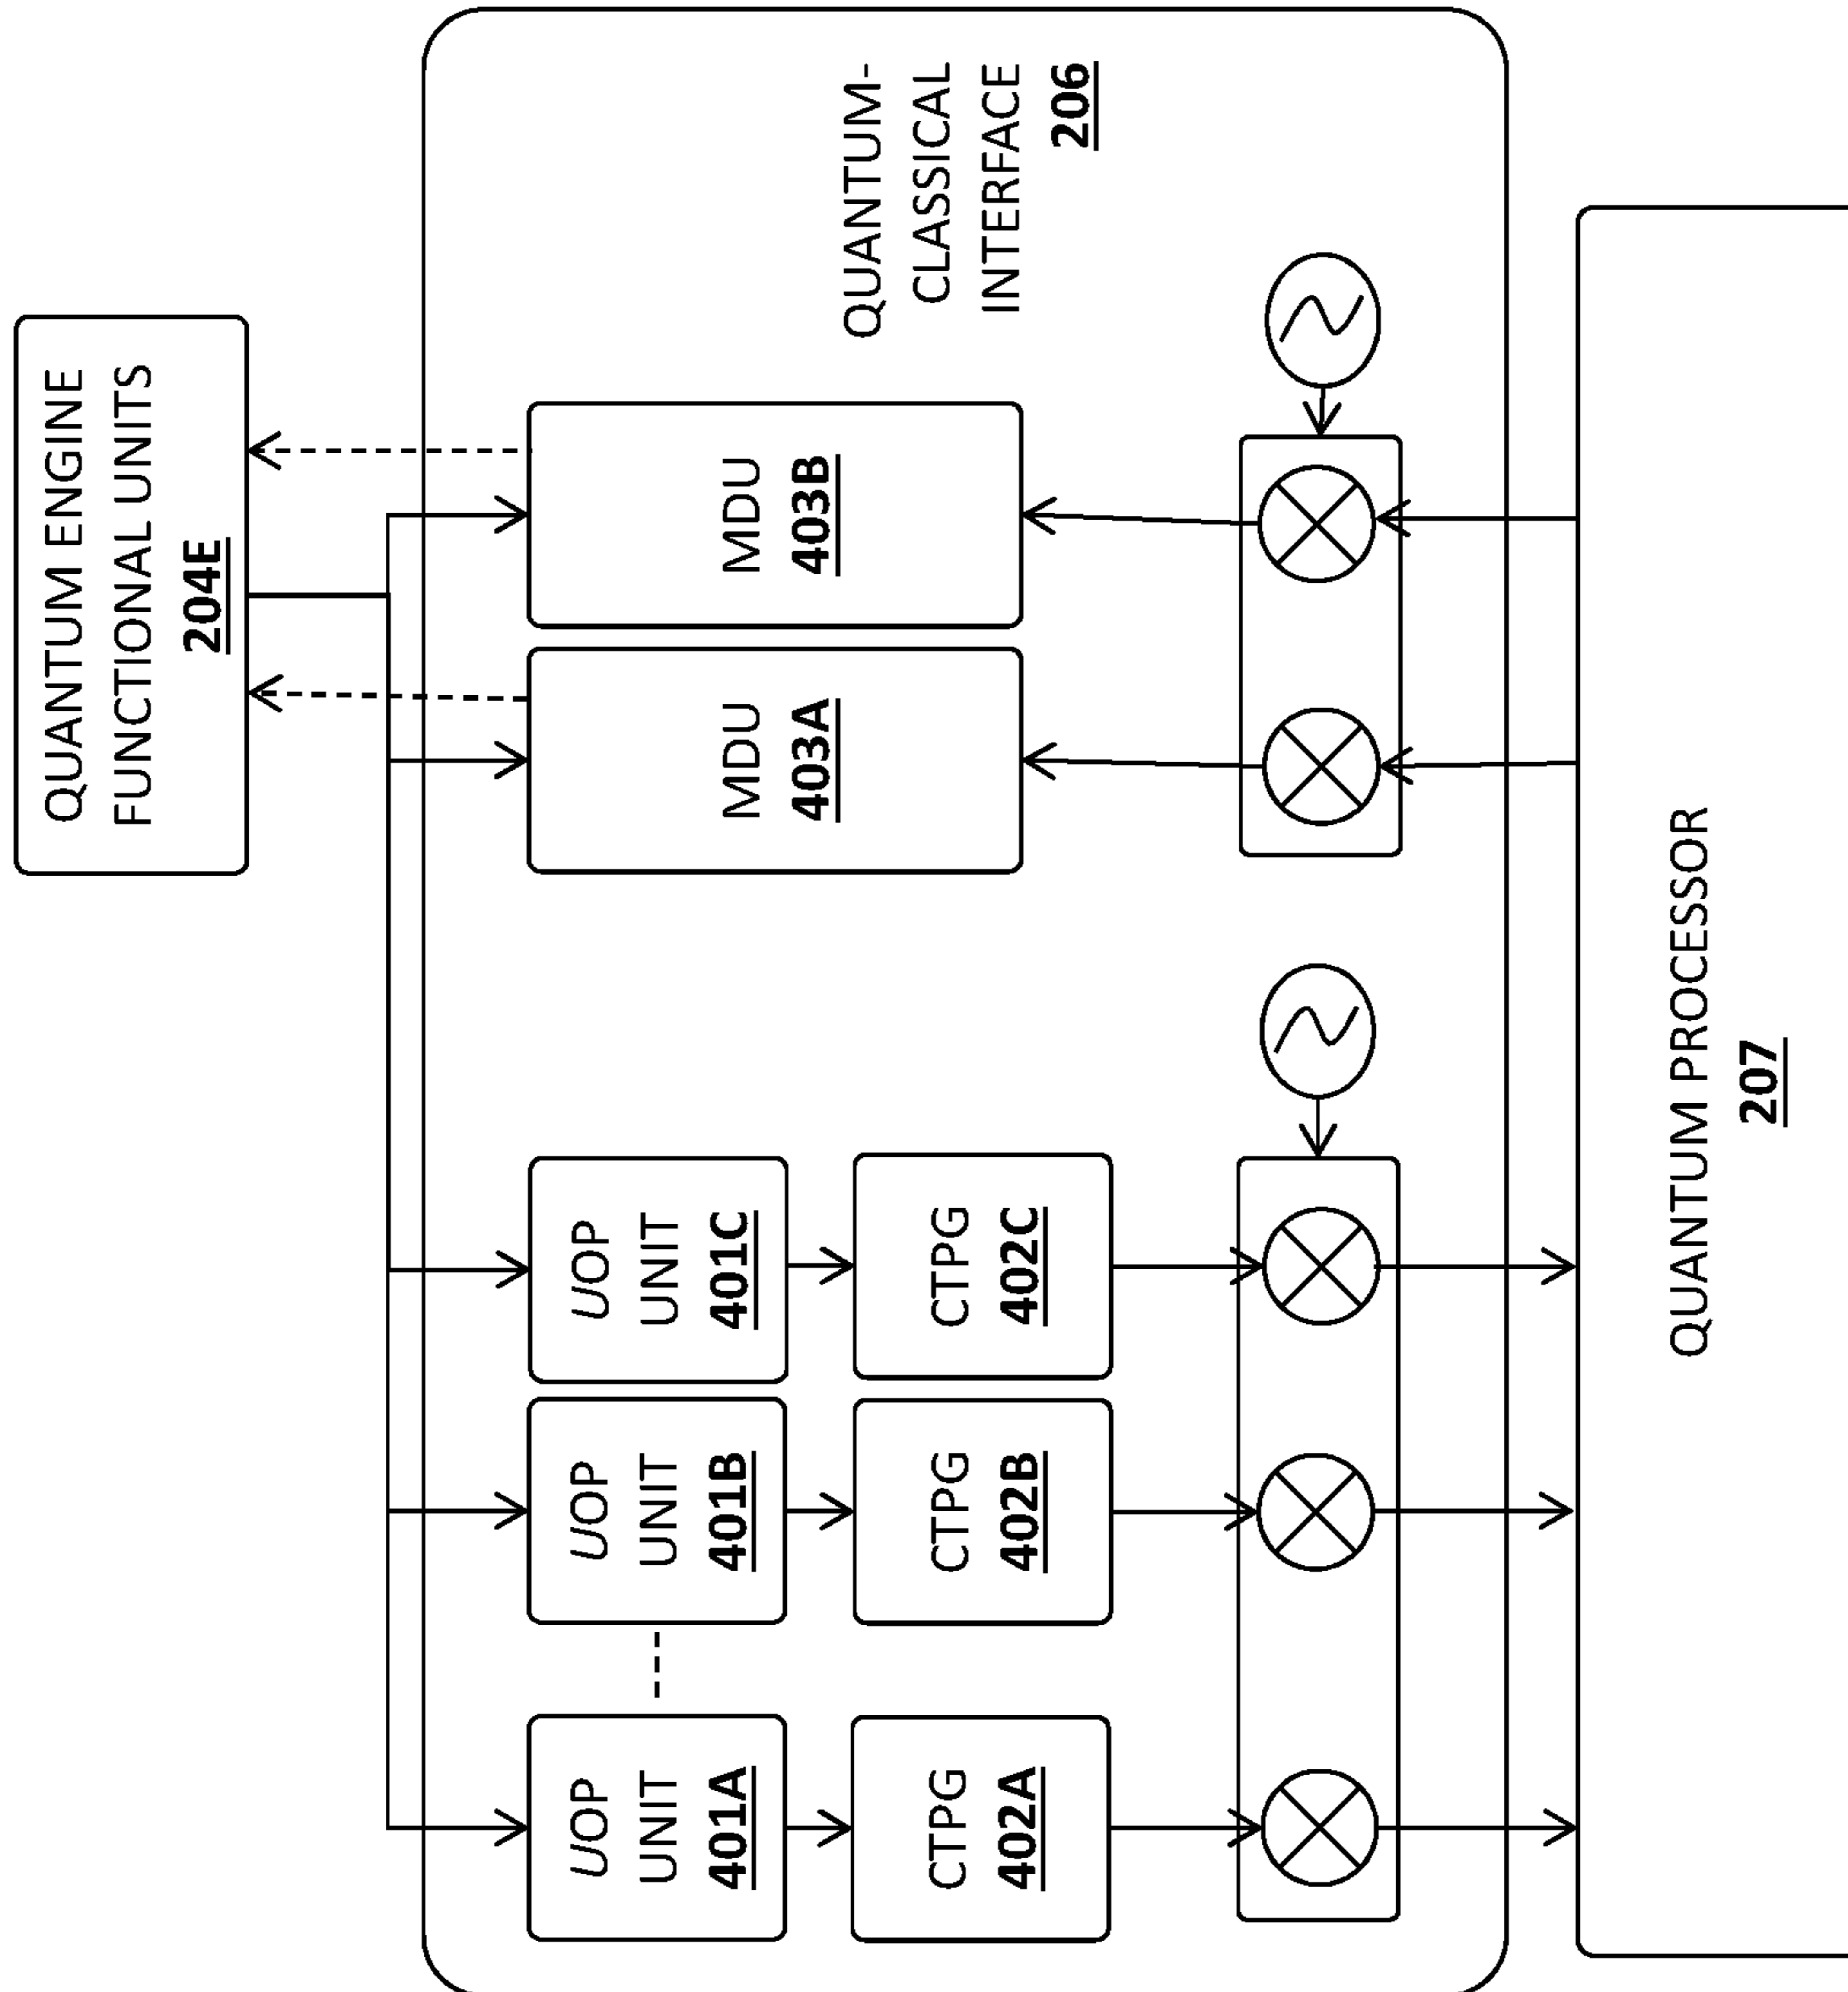 QUANTUM ENGINE
FUNCTIONAL UNITS
204E
UOP
UNIT
401A
UOP
UNIT
401B
UOP
UNIT
401C
MDU
403A
MDU
403B
CTPG
402A
CTPG
402B
CTPG
402C
QUANTUM-
CLASSICAL
INTERFACE
206
QUANTUM PROCESSOR
207